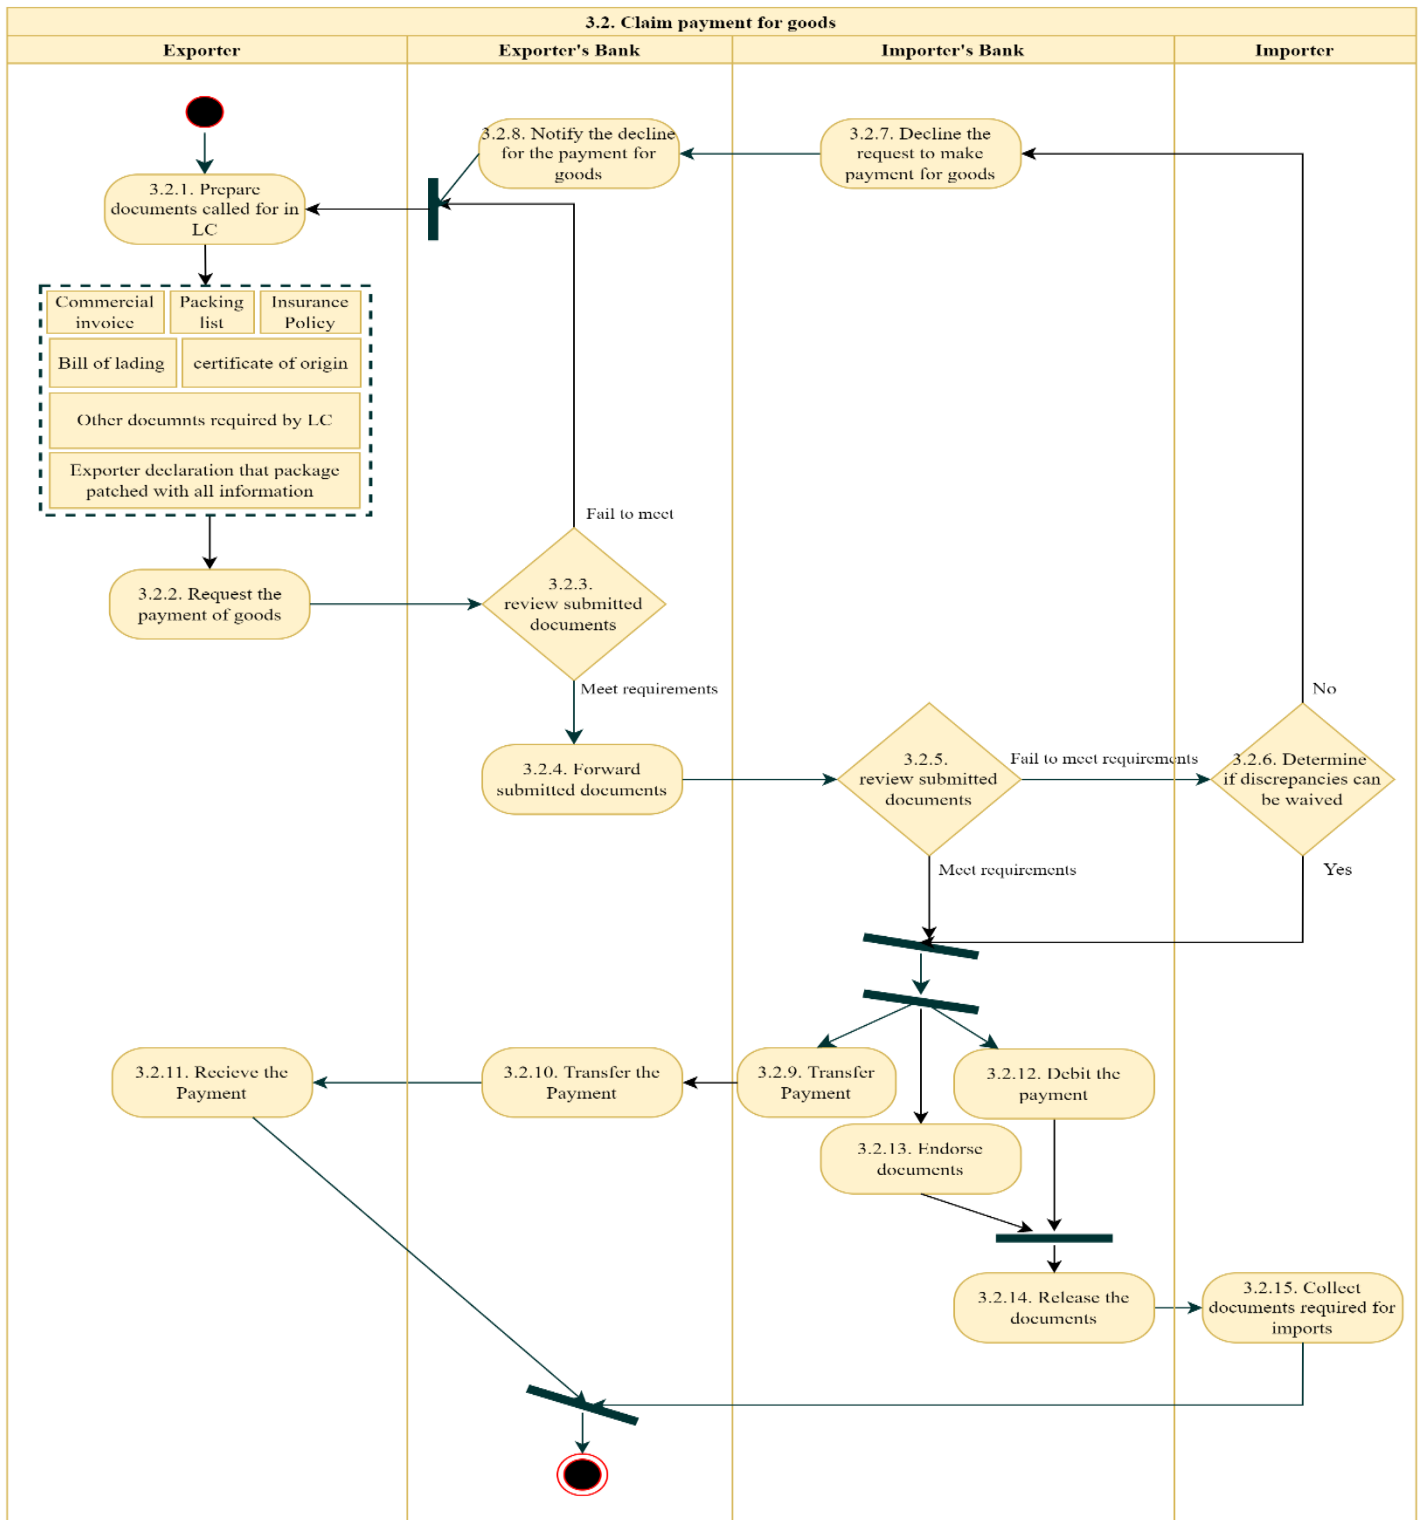 3.2. Claim payment for goods
Exporter
Exporter's Bank
Importer's Bank
Importer
3.2.8. Notify the decline
for the payment for
goods
3.2.7. Decline the
request to make
payment for goods
3.2.1. Prepare
documents called for in
LC
Commercial
invoice
Packing
list
Insurance
Policy
Bill of lading
certificate of origin
Other documnts required by LC
Exporter declaration that package
patched with all information
Fail to meet
3.2.2. Request the
payment of goods
3.2.3.
review submitted
documents
Meet requirements
No
3.2.4. Forward
submitted documents
3.2.5.
review submitted
documents
Fail to meet requirements
3.2.6. Determine
if discrepancies can
be waived
Meet requirements
Yes
3.2.11. Recieve the
Payment
3.2.10. Transfer the
Payment
3.2.9. Transfer
Payment
3.2.12. Debit the
payment
3.2.13. Endorse
documents
3.2.14. Release the
documents
3.2.15. Collect
documents required for
imports